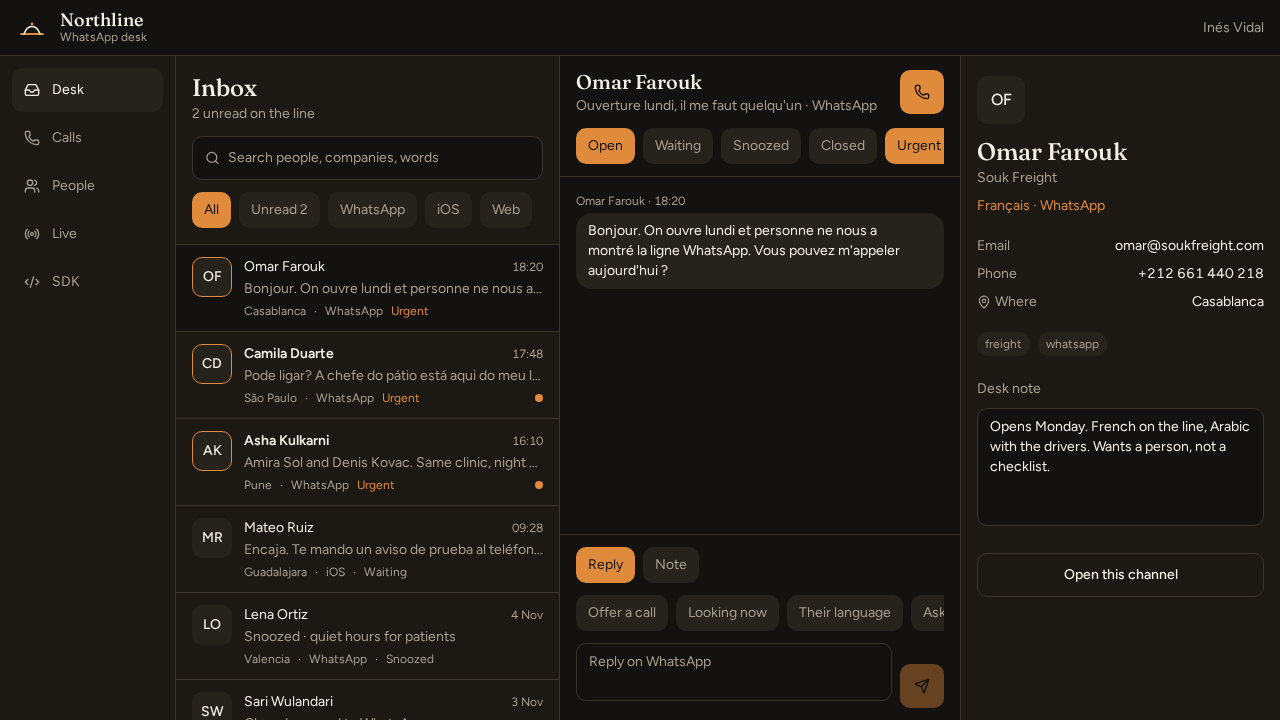 Northline
WhatsApp desk
Inés Vidal
Desk
Calls
People
Live
SDK
Inbox
2 unread on the line
Search people, companies, words
All
Unread 2
WhatsApp
iOS
Web
OF
Omar Farouk
18:20
Bonjour. On ouvre lundi et personne ne nous a...
Casablanca · WhatsApp Urgent
CD
Camila Duarte
17:48
Pode ligar? A chefe do pátio está aqui do meu l...
São Paulo · WhatsApp Urgent
AK
Asha Kulkarni
16:10
Amira Sol and Denis Kovac. Same clinic, night ...
Pune · WhatsApp Urgent
MR
Mateo Ruiz
09:28
Encaja. Te mando un aviso de prueba al teléfon...
Guadalajara · iOS · Waiting
LO
Lena Ortiz
4 Nov
Snoozed · quiet hours for patients
Valencia · WhatsApp · Snoozed
SW
Sari Wulandari
3 Nov
Omar Farouk
Ouverture lundi, il me faut quelqu'un · WhatsApp
Open
Waiting
Snoozed
Closed
Urgent
Omar Farouk · 18:20
Bonjour. On ouvre lundi et personne ne nous a
montré la ligne WhatsApp. Vous pouvez m'appeler
aujourd'hui ?
Reply
Note
Offer a call
Looking now
Their language
Ask
Reply on WhatsApp
OF
Omar Farouk
Souk Freight
Français · WhatsApp
Email
omar@soukfreight.com
Phone
+212 661 440 218
Where
Casablanca
freight
whatsapp
Desk note
Opens Monday. French on the line, Arabic
with the drivers. Wants a person, not a
checklist.
Open this channel